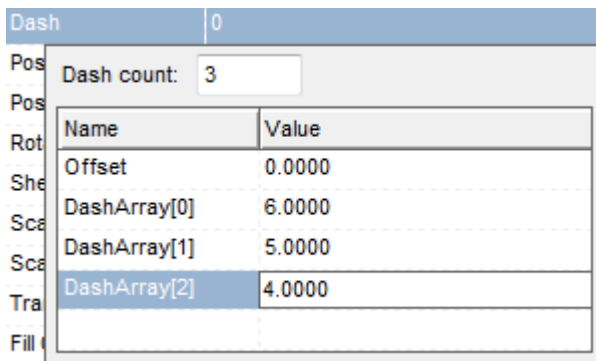 Dash 0
Pos
Dash count: 3
Pos
Name Value
Rot
Offset 0.0000
She
DashArray[0] 6.0000
Sca
DashArray[1] 5.0000
Sca
DashArray[2] 4.0000
Tra
Fill